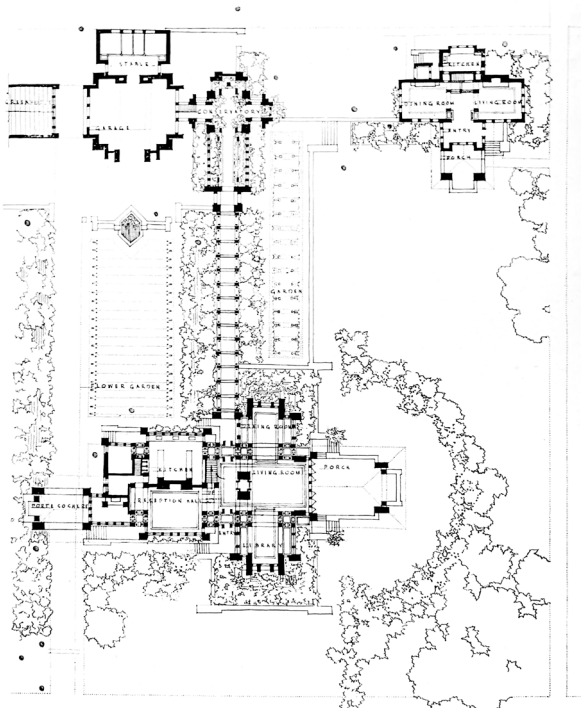 STABLE
CONSERVATORY
GARAGE
KITCHEN
DINING ROOM
LIVING ROOM
ENTRY
PORCH
GARDEN
FLOWER GARDEN
DINING ROOM
KITCHEN
LIVING ROOM
PORCH
RECEPTION HALL
PORTE COCHERE
ENTRY
LIBRARY